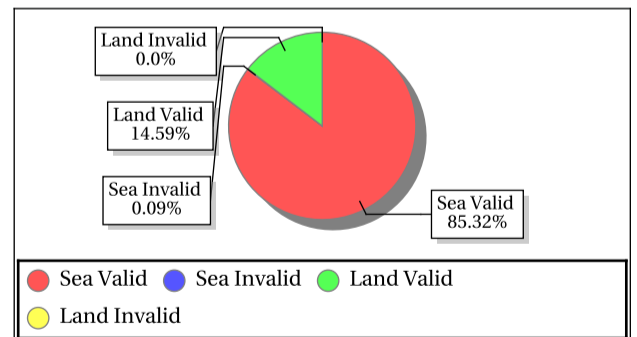 Land Invalid
0.0%
Land Valid
14.59%
Sea Invalid
0.09%
Sea Valid
85.32%
Sea Valid Sea Invalid Land Valid
Land Invalid